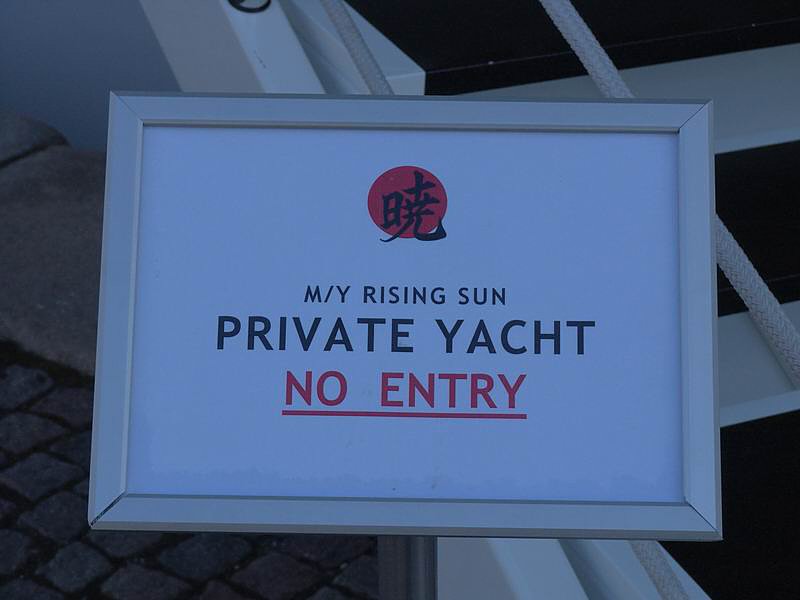 暁
M/Y RISING SUN
PRIVATE YACHT
NO ENTRY